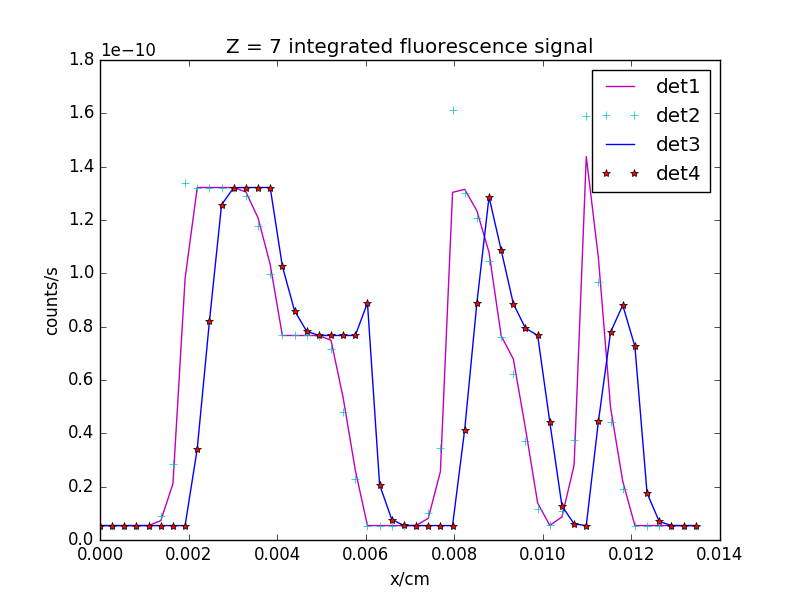 Z = 7 integrated fluorescence signal
1e−10
1.8
1.6
1.4
1.2
1.0
0.8
0.6
0.4
0.2
0.0
counts/s
det1
det2
det3
det4
0.000 0.002 0.004 0.006 0.008 0.010 0.012 0.014
x/cm